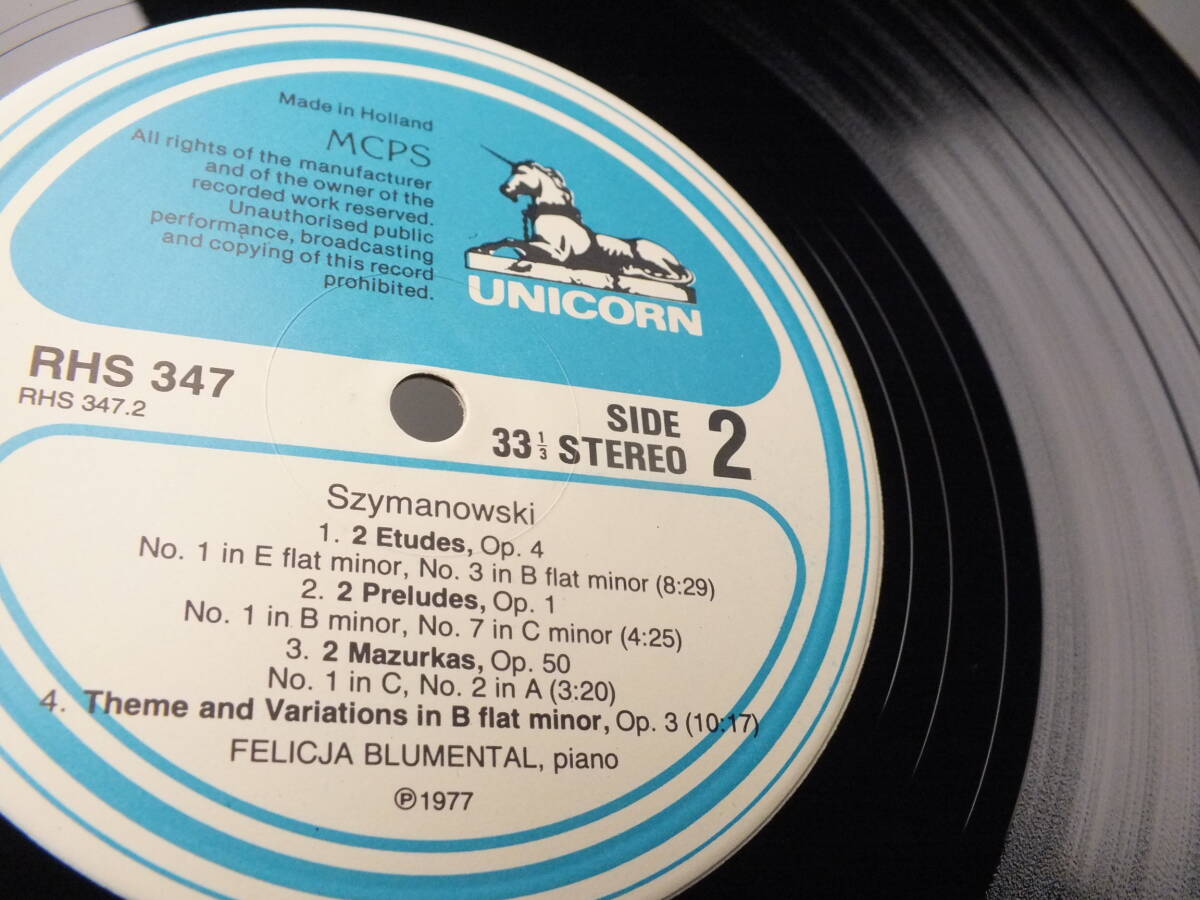 Made in Holland
MCPS
All rights of the manufacturer
and of the owner of the
recorded work reserved.
Unauthorised public
performance, broadcasting
and copying of this record
prohibited.
UNICORN
RHS 347
RHS 347.2
SIDE 2
33 1/3 STEREO
Szymanowski
1. 2 Etudes, Op. 4
No. 1 in E flat minor, No. 3 in B flat minor (8:29)
2. 2 Preludes, Op. 1
No. 1 in B minor, No. 7 in C minor (4:25)
3. 2 Mazurkas, Op. 50
No. 1 in C, No. 2 in A (3:20)
4. Theme and Variations in B flat minor, Op. 3 (10:17)
FELICJA BLUMENTAL, piano
℗1977